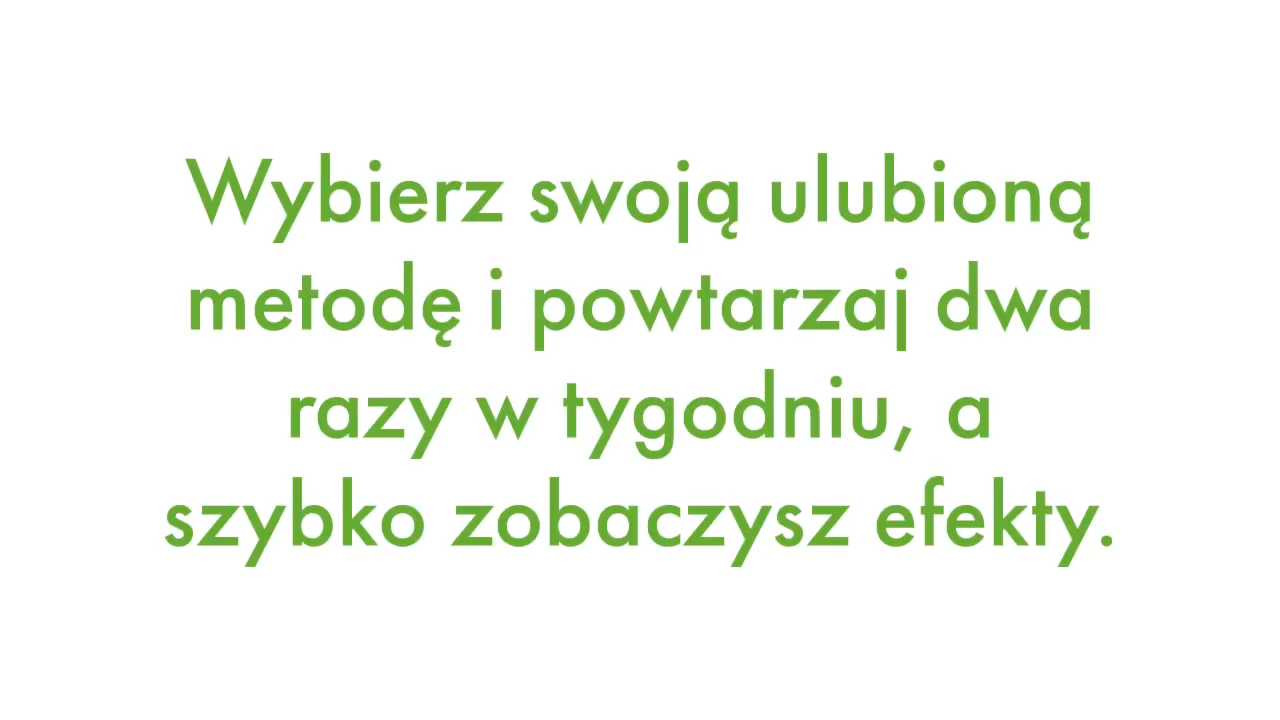 Wybierz swoją ulubioną
metodę i powtarzaj dwa
razy w tygodniu, a
szybko zobaczysz efekty.